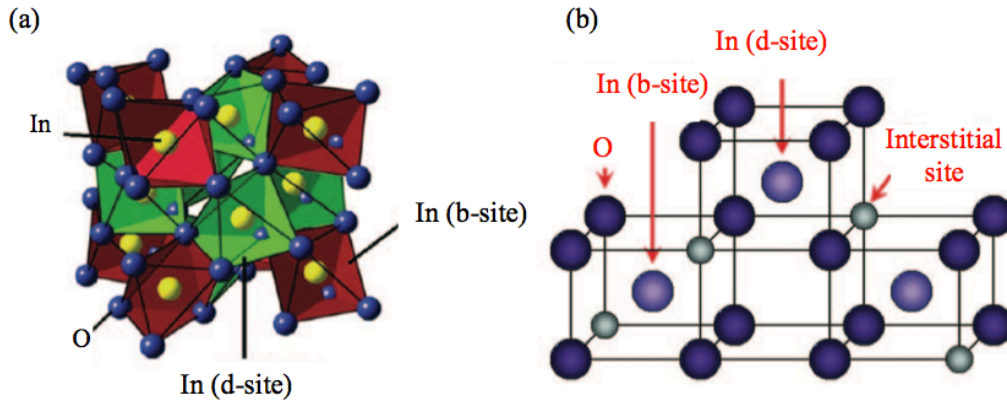 (a)
In
In (b-site)
O
In (d-site)
(b)
In (d-site)
In (b-site)
O
Interstitial
site